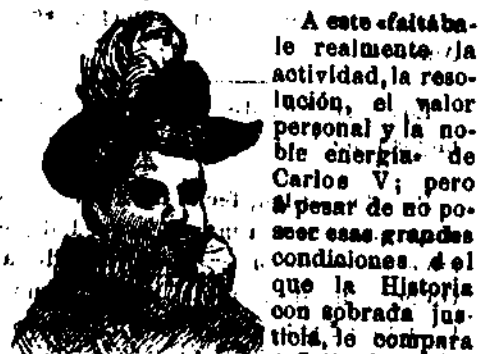 A este «faltába-
le realmente la
actividad, la reso-
lución, el valor
personal y la no-
ble energía» de
Carlos V; pero
á pesar de no po-
seer esas grandes
condiciones, á el
que la Historia
con sobrada jus-
ticia, le compara